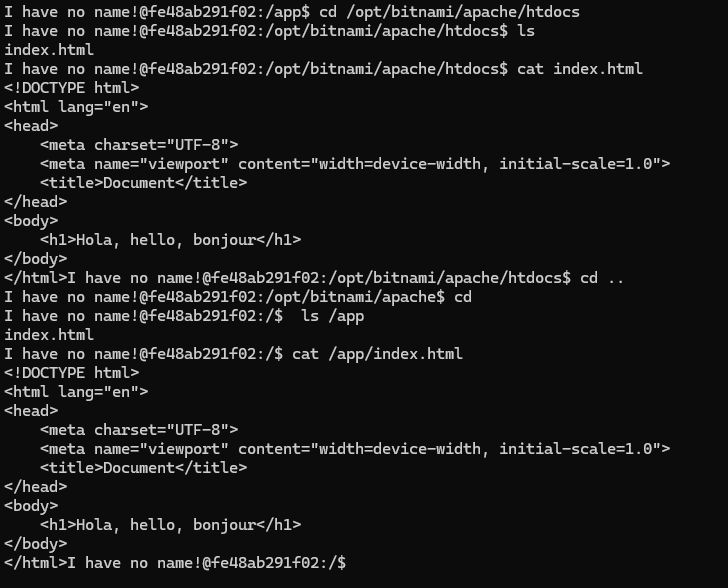 I have no name!@fe48ab291f02:/app$ cd /opt/bitnami/apache/htdocs
I have no name!@fe48ab291f02:/opt/bitnami/apache/htdocs$ ls
index.html
I have no name!@fe48ab291f02:/opt/bitnami/apache/htdocs$ cat index.html
<!DOCTYPE html>
<html lang="en">
<head>
    <meta charset="UTF-8">
    <meta name="viewport" content="width=device-width, initial-scale=1.0">
    <title>Document</title>
</head>
<body>
    <h1>Hola, hello, bonjour</h1>
</body>
</html>I have no name!@fe48ab291f02:/opt/bitnami/apache/htdocs$ cd ..
I have no name!@fe48ab291f02:/opt/bitnami/apache$ cd
I have no name!@fe48ab291f02:/$  ls /app
index.html
I have no name!@fe48ab291f02:/$ cat /app/index.html
<!DOCTYPE html>
<html lang="en">
<head>
    <meta charset="UTF-8">
    <meta name="viewport" content="width=device-width, initial-scale=1.0">
    <title>Document</title>
</head>
<body>
    <h1>Hola, hello, bonjour</h1>
</body>
</html>I have no name!@fe48ab291f02:/$